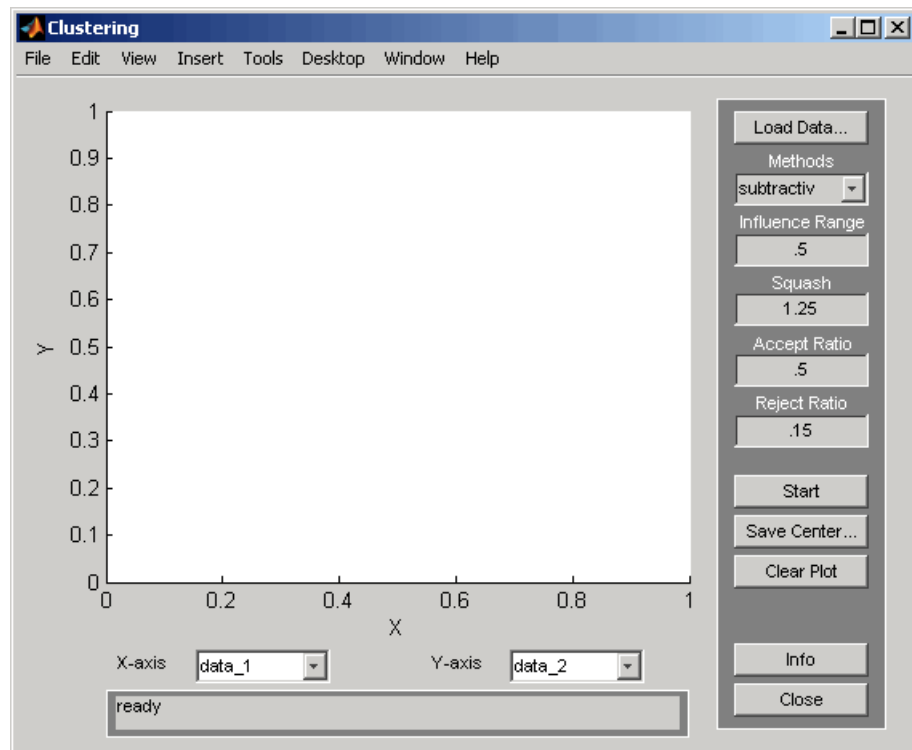 Clustering
File Edit View Insert Tools Desktop Window Help
1
0.9
0.8
0.7
0.6
0.5
0.4
0.3
0.2
0.1
0
Y
0 0.2 0.4 0.6 0.8 1
X
X-axis data_1 Y-axis data_2
ready
Load Data...
Methods
subtractiv
Influence Range
.5
Squash
1.25
Accept Ratio
.5
Reject Ratio
.15
Start
Save Center...
Clear Plot
Info
Close